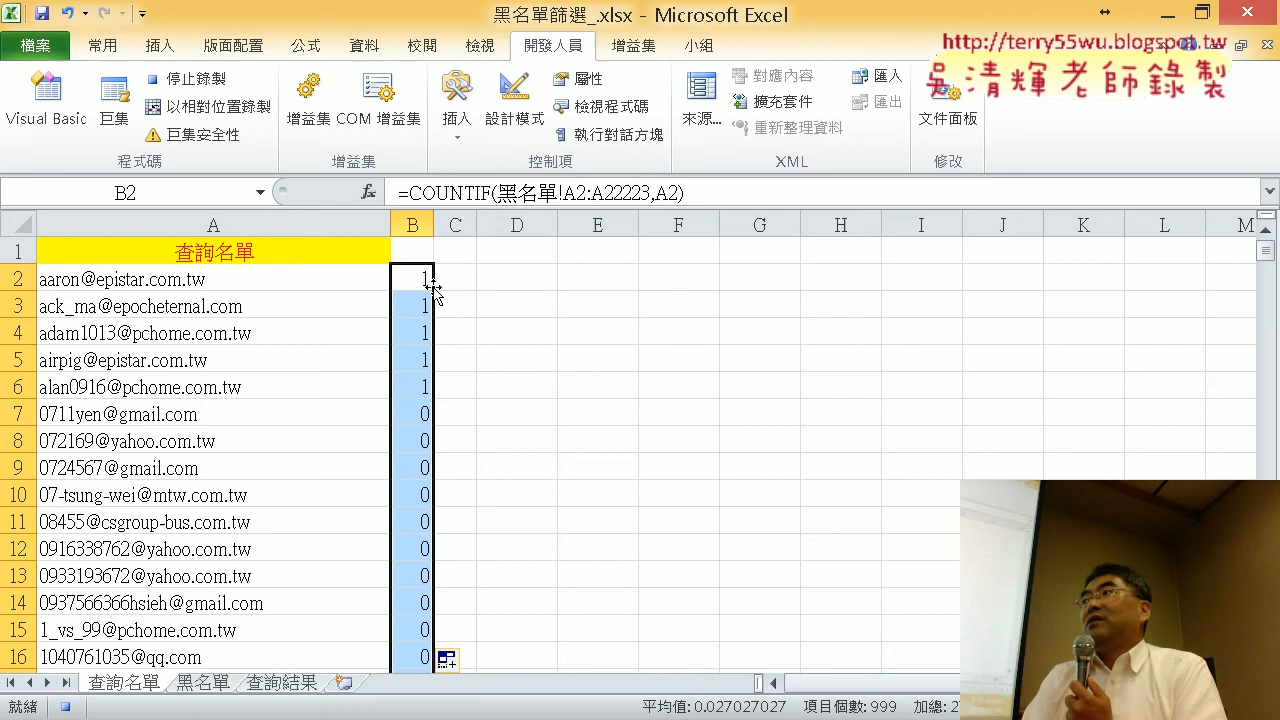 黑名單篩選_.xlsx - Microsoft Excel
檔案 常用 插入 版面配置 公式 資料 校閱 檢視 開發人員 增益集 小組
http://terry55wu.blogspot.tw
吳清輝老師錄製
Visual Basic 巨集 停止錄製 以相對位置錄製 巨集安全性 程式碼
增益集 COM 增益集 增益集
插入 設計模式 屬性 檢視程式碼 執行對話方塊 控制項
來源... 對應內容 擴充套件 重新整理資料 匯入 匯出 XML
文件面板 修改
B2 fx =COUNTIF(黑名單!A2:A22223,A2)
A B C D E F G H I J K L M
1 查詢名單
2 aaron@epistar.com.tw 1
3 ack_ma@epocheternal.com 1
4 adam1013@pchome.com.tw 1
5 airpig@epistar.com.tw 1
6 alan0916@pchome.com.tw 1
7 0711yen@gmail.com 0
8 072169@yahoo.com.tw 0
9 0724567@gmail.com 0
10 07-tsung-wei@mtw.com.tw 0
11 08455@csgroup-bus.com.tw 0
12 0916338762@yahoo.com.tw 0
13 0933193672@yahoo.com.tw 0
14 0937566366hsieh@gmail.com 0
15 1_vs_99@pchome.com.tw 0
16 1040761035@qq.com 0
查詢名單 黑名單 查詢結果
就緒 平均值: 0.027027027 項目個數: 999 加總: 2